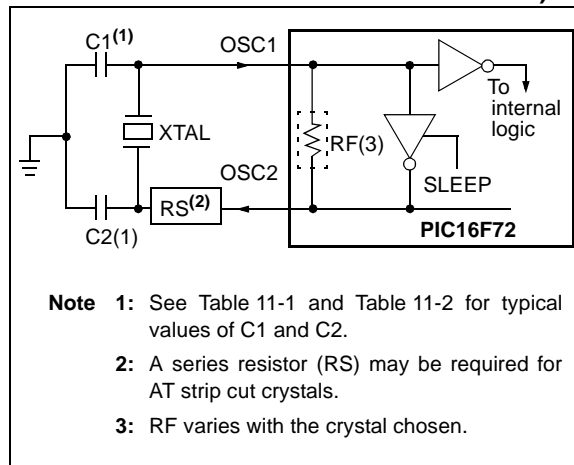 C1(1)
OSC1
To
internal
logic
XTAL
RF(3)
OSC2
SLEEP
RS(2)
C2(1)
PIC16F72
Note 1: See Table 11-1 and Table 11-2 for typical
values of C1 and C2.
2: A series resistor (RS) may be required for
AT strip cut crystals.
3: RF varies with the crystal chosen.